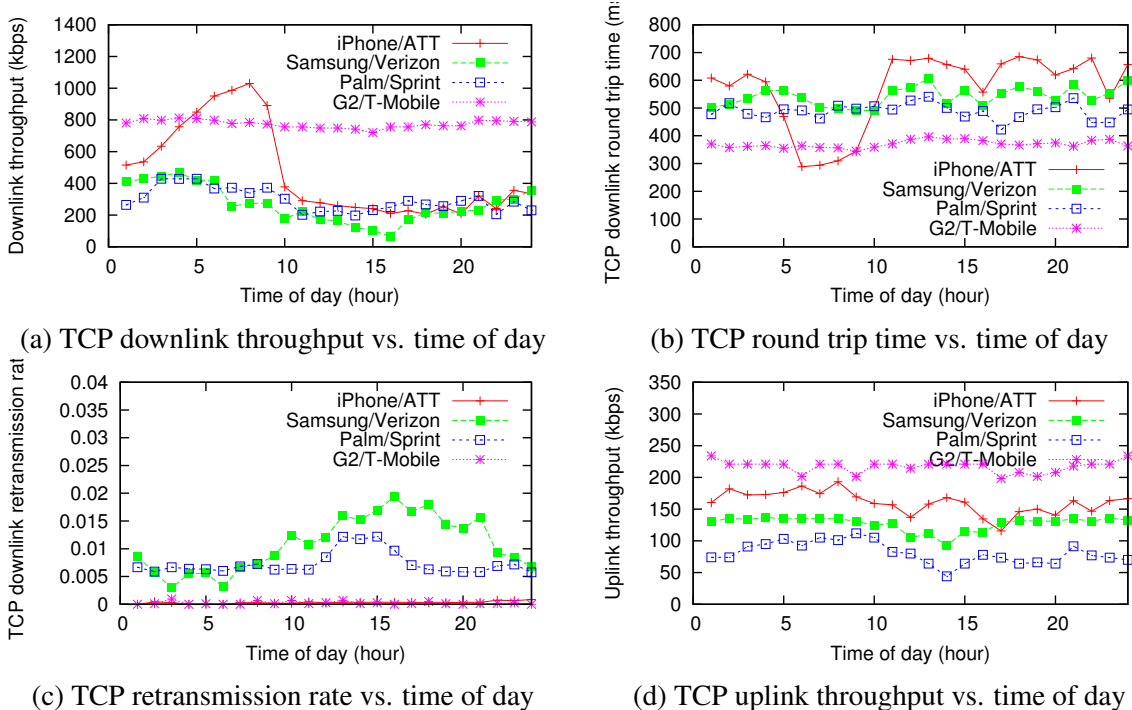 Downlink throughput (kbps)
1400
1200
1000
800
600
400
200
0
0 5 10 15 20
iPhone/ATT
Samsung/Verizon
Palm/Sprint
G2/T-Mobile
Time of day (hour)
(a) TCP downlink throughput vs. time of day
TCP downlink round trip time (m
800
700
600
500
400
300
200
100
0
0 5 10 15 20
iPhone/ATT
Samsung/Verizon
Palm/Sprint
G2/T-Mobile
Time of day (hour)
(b) TCP round trip time vs. time of day
TCP downlink retransmission rat
0.04
0.035
0.03
0.025
0.02
0.015
0.01
0.005
0
0 5 10 15 20
iPhone/ATT
Samsung/Verizon
Palm/Sprint
G2/T-Mobile
Time of day (hour)
(c) TCP retransmission rate vs. time of day
Uplink throughput (kbps)
350
300
250
200
150
100
50
0
0 5 10 15 20
iPhone/ATT
Samsung/Verizon
Palm/Sprint
G2/T-Mobile
Time of day (hour)
(d) TCP uplink throughput vs. time of day